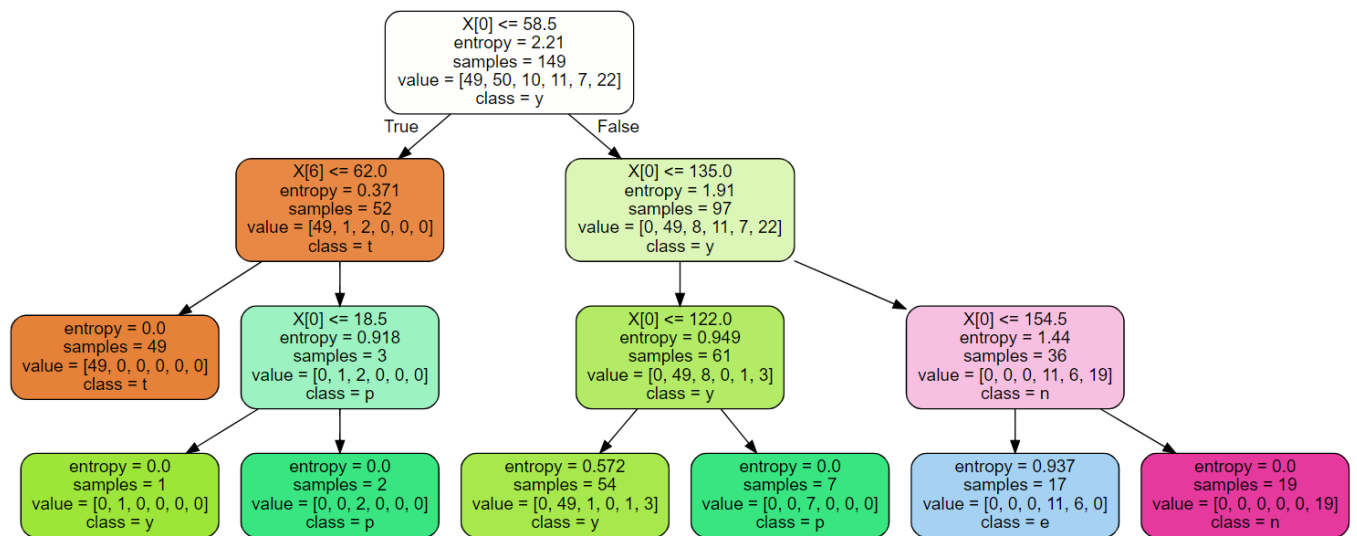 X[0] <= 58.5
entropy = 2.21
samples = 149
value = [49, 50, 10, 11, 7, 22]
class = y
True
False
X[6] <= 62.0
entropy = 0.371
samples = 52
value = [49, 1, 2, 0, 0, 0]
class = t
X[0] <= 135.0
entropy = 1.91
samples = 97
value = [0, 49, 8, 11, 7, 22]
class = y
entropy = 0.0
samples = 49
value = [49, 0, 0, 0, 0, 0]
class = t
X[0] <= 18.5
entropy = 0.918
samples = 3
value = [0, 1, 2, 0, 0, 0]
class = p
X[0] <= 122.0
entropy = 0.949
samples = 61
value = [0, 49, 8, 0, 1, 3]
class = y
X[0] <= 154.5
entropy = 1.44
samples = 36
value = [0, 0, 0, 11, 6, 19]
class = n
entropy = 0.0
samples = 1
value = [0, 1, 0, 0, 0, 0]
class = y
entropy = 0.0
samples = 2
value = [0, 0, 2, 0, 0, 0]
class = p
entropy = 0.572
samples = 54
value = [0, 49, 1, 0, 1, 3]
class = y
entropy = 0.0
samples = 7
value = [0, 0, 7, 0, 0, 0]
class = p
entropy = 0.937
samples = 17
value = [0, 0, 0, 11, 6, 0]
class = e
entropy = 0.0
samples = 19
value = [0, 0, 0, 0, 0, 19]
class = n